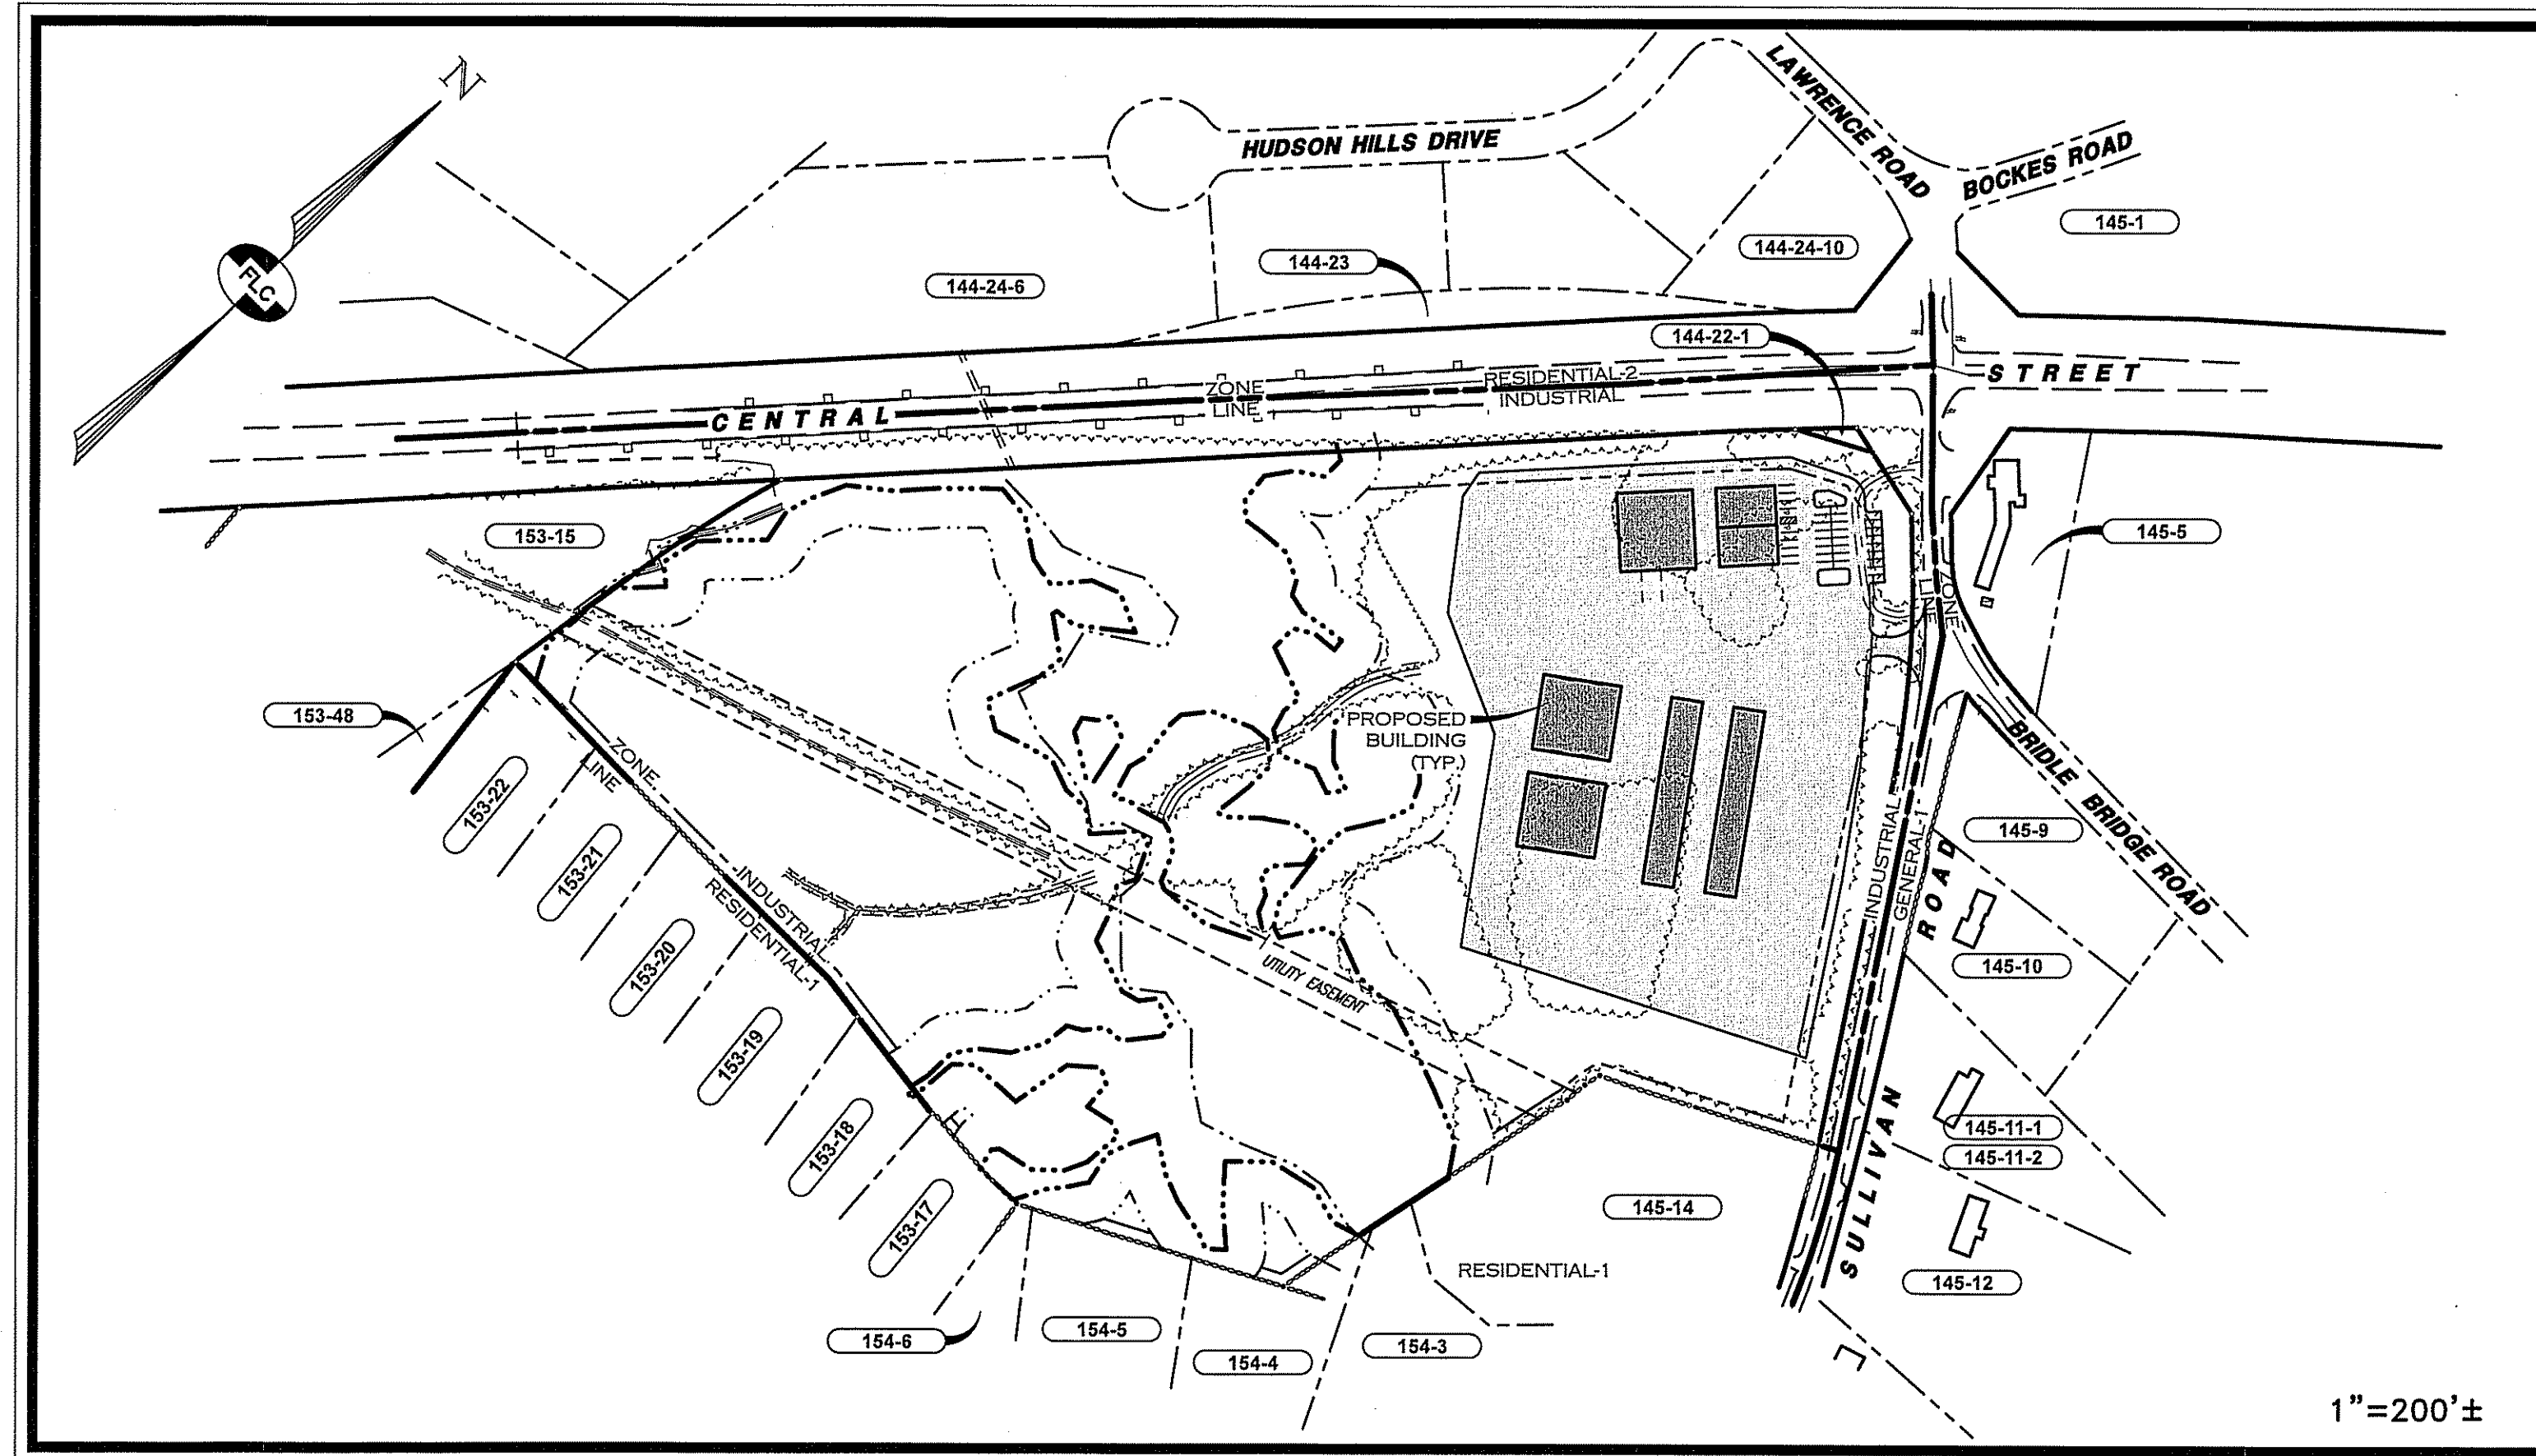 N
FLC
LAWRENCE ROAD
HUDSON HILLS DRIVE
BOCKES ROAD
145-1
144-24-10
144-23
144-24-6
144-22-1
CENTRAL
STREET
ZONE
LINE
RESIDENTIAL-2
INDUSTRIAL
153-15
145-5
ZONE
LINE
153-48
PROPOSED
BUILDING
(TYP.)
BRIDLE BRIDGE ROAD
ZONE
LINE
153-22
153-21
153-20
153-19
153-18
153-17
INDUSTRIAL
RESIDENTIAL-1
INDUSTRIAL
GENERAL-1
145-9
145-10
UTILITY EASEMENT
SULLIVAN ROAD
145-11-1
145-11-2
145-14
145-12
RESIDENTIAL-1
154-6
154-5
154-4
154-3
1"=200'±